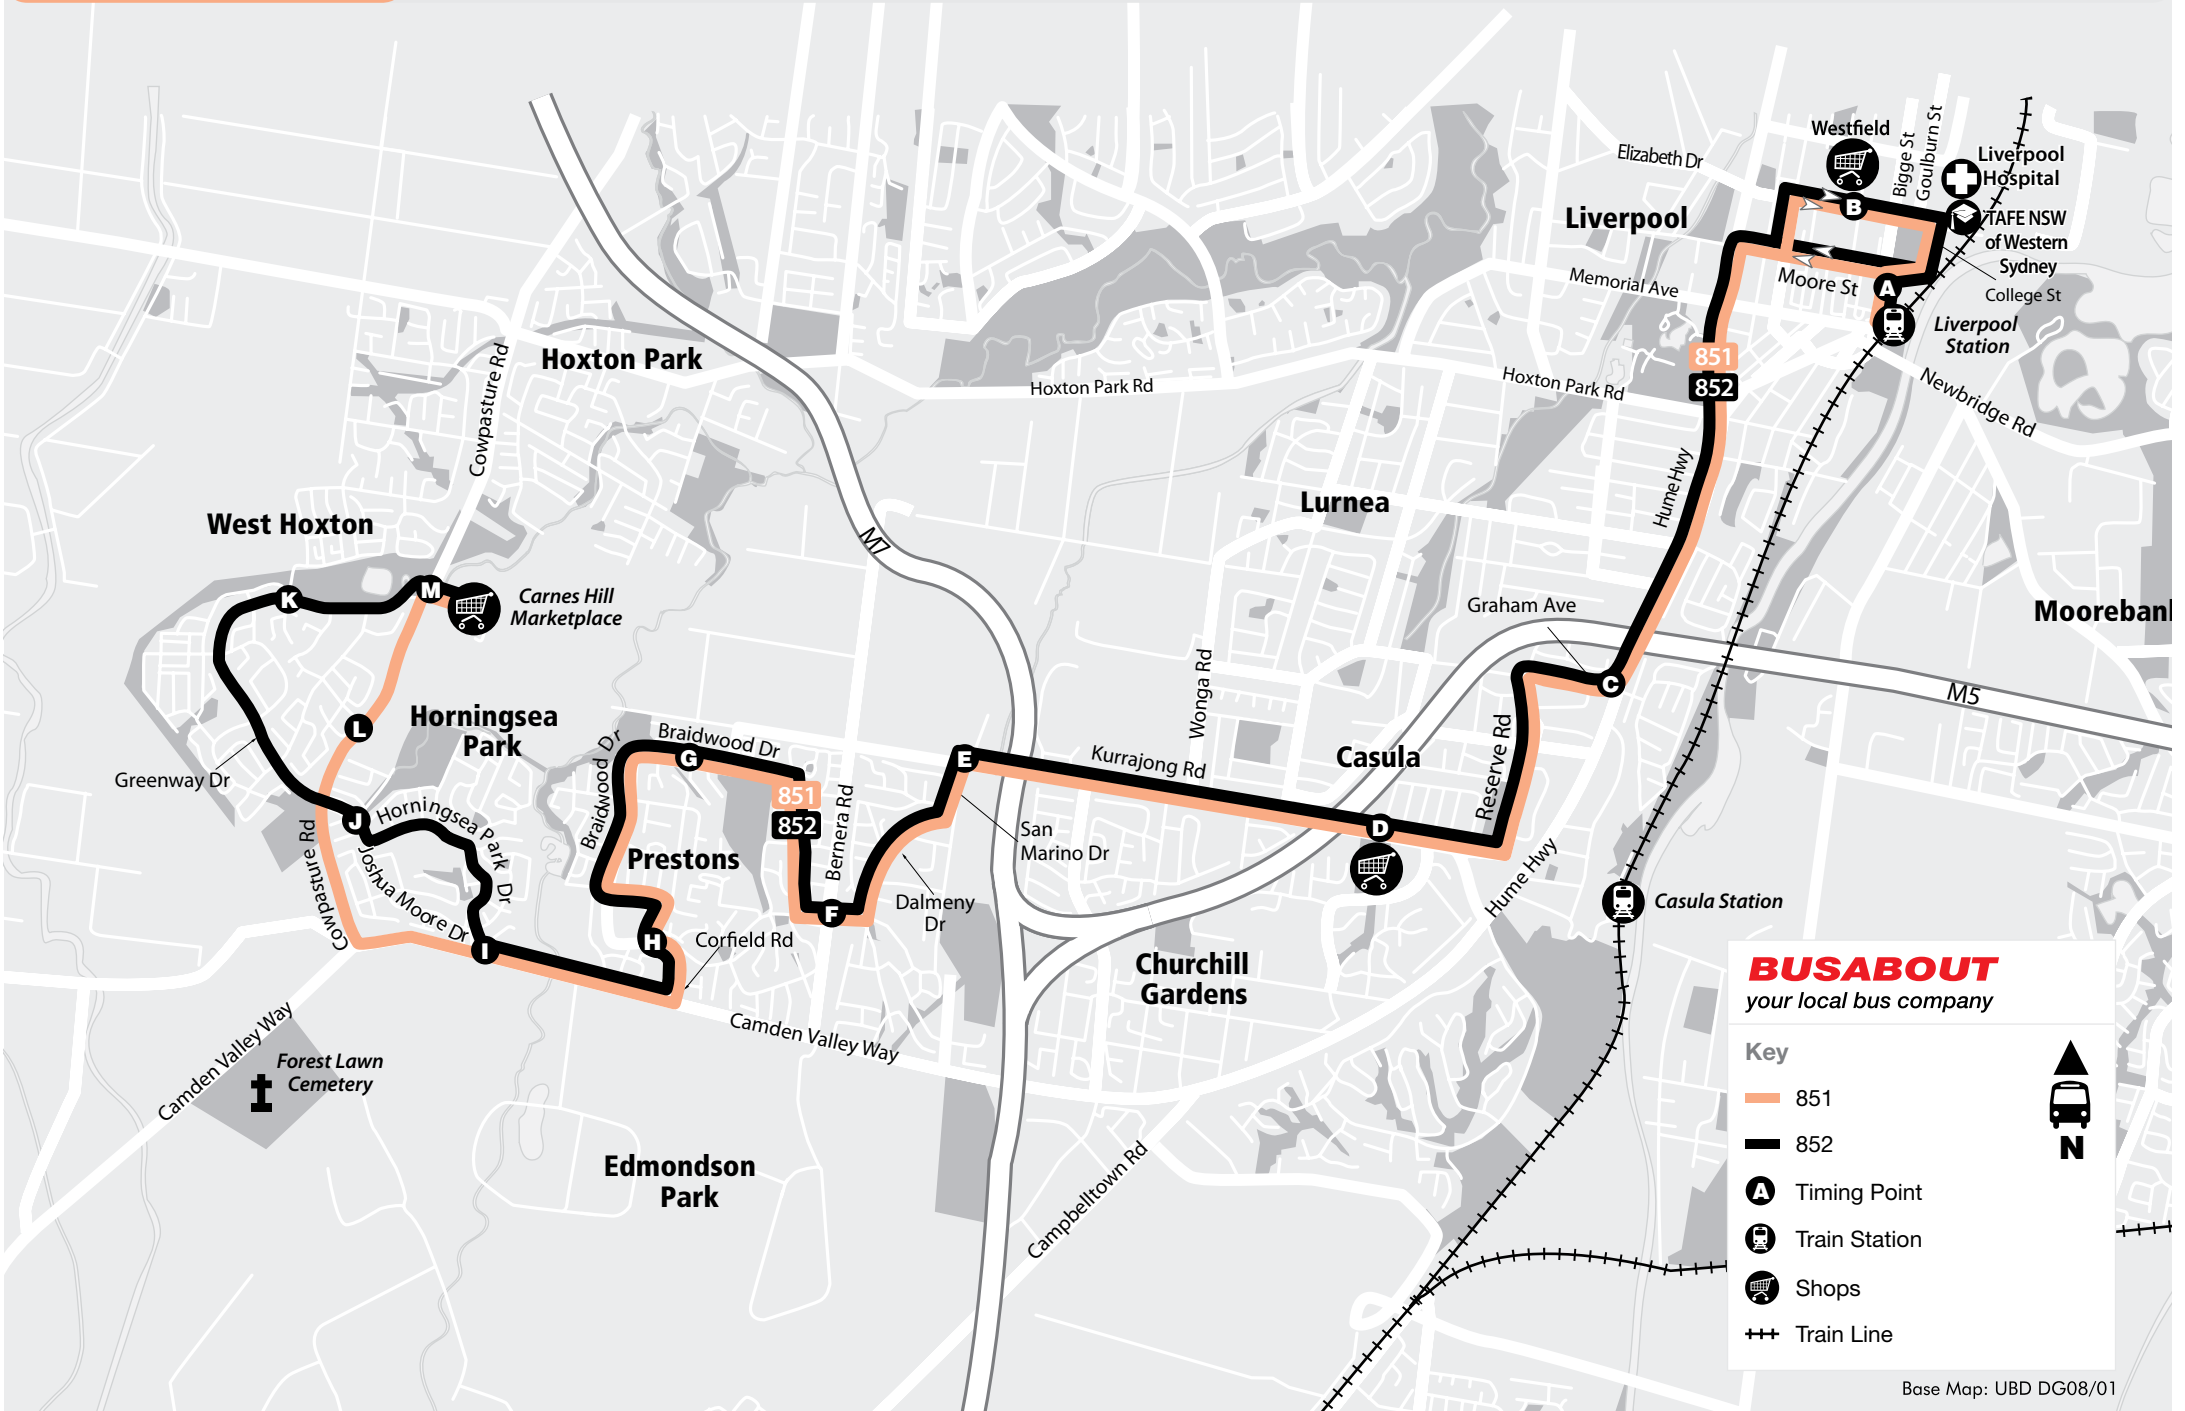 Westfield
B
Bigge St
Goulburn St
Elizabeth Dr
Liverpool
Hospital
TAFE NSW
of Western
Sydney
College St
Liverpool
Memorial Ave
Moore St
A
Liverpool
Station
Newbridge Rd
851
852
Hoxton Park
Cowpasture Rd
Hoxton Park Rd
Hoxton Park Rd
Hume Hwy
Lurnea
West Hoxton
M7
K
M
Carnes Hill
Marketplace
Graham Ave
C
Moorebank
M5
L
Horningsea
Park
Greenway Dr
Braidwood Dr
G
Braidwood Dr
851
852
Bernera Rd
E
Kurrajong Rd
Wonga Rd
Casula
Reserve Rd
D
J
Horningsea Park Dr
Joshua Moore Dr
Cowpasture Rd
Prestons
San
Marino Dr
F
Dalmeny
Dr
Hume Hwy
Casula Station
I
H
Corfield Rd
Churchill
Gardens
Camden Valley Way
Camden Valley Way
Forest Lawn
Cemetery
Edmondson
Park
Campbelltown Rd
BUSABOUT
your local bus company
Key
851
852
A Timing Point
Train Station
Shops
Train Line
N
Base Map: UBD DG08/01